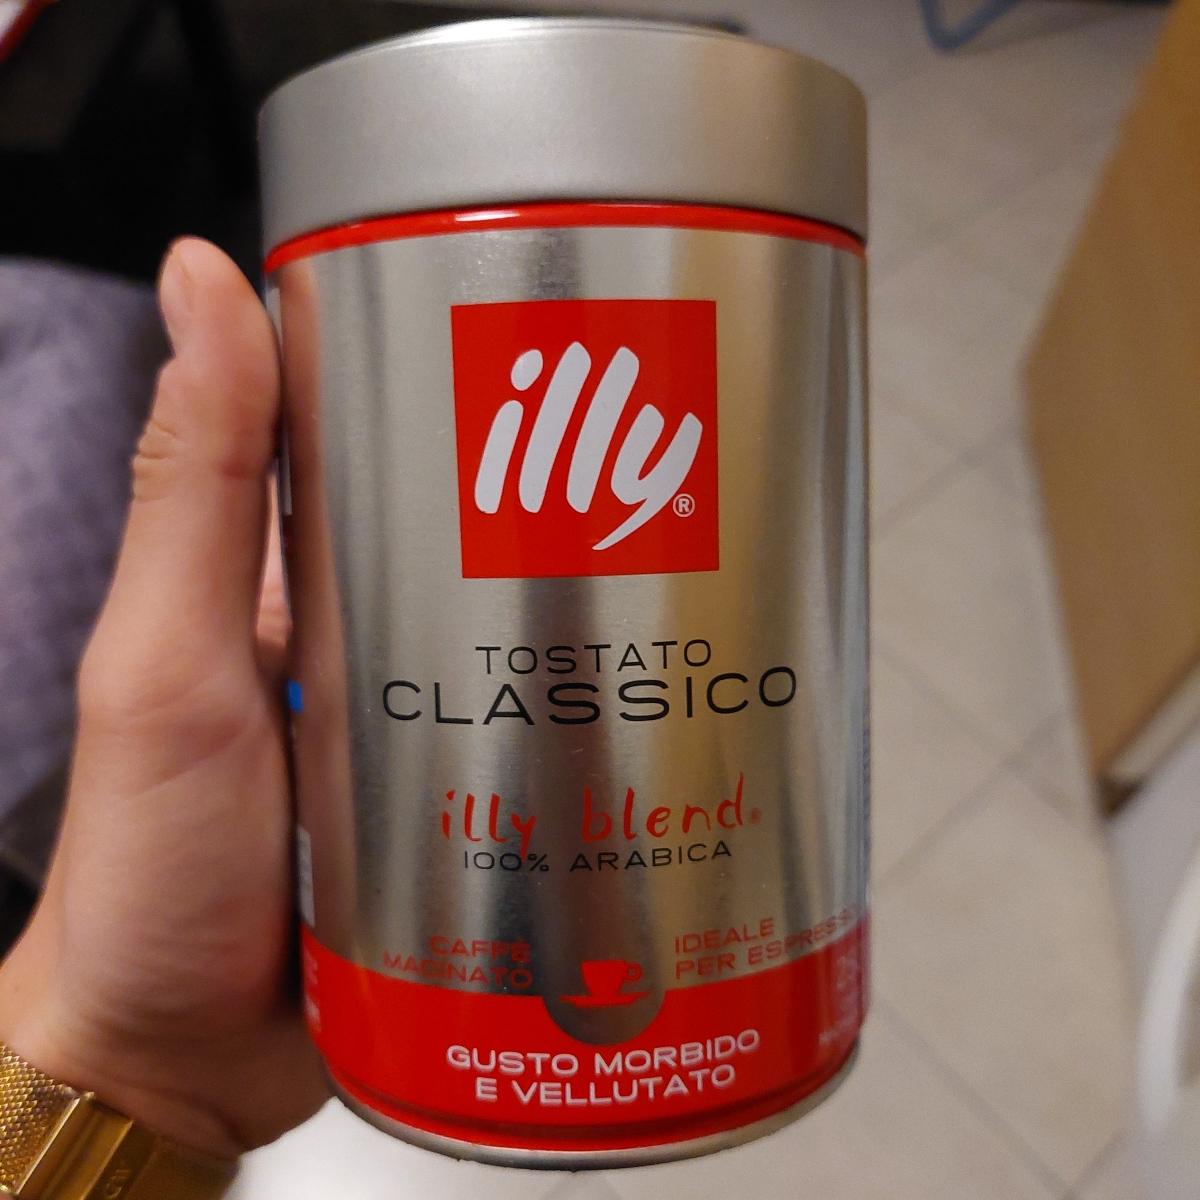 illy®
TOSTATO
CLASSICO
illy blend®
100% ARABICA
CAFFÈ
MACINATO
IDEALE
PER ESPRESSO
GUSTO MORBIDO
E VELLUTATO